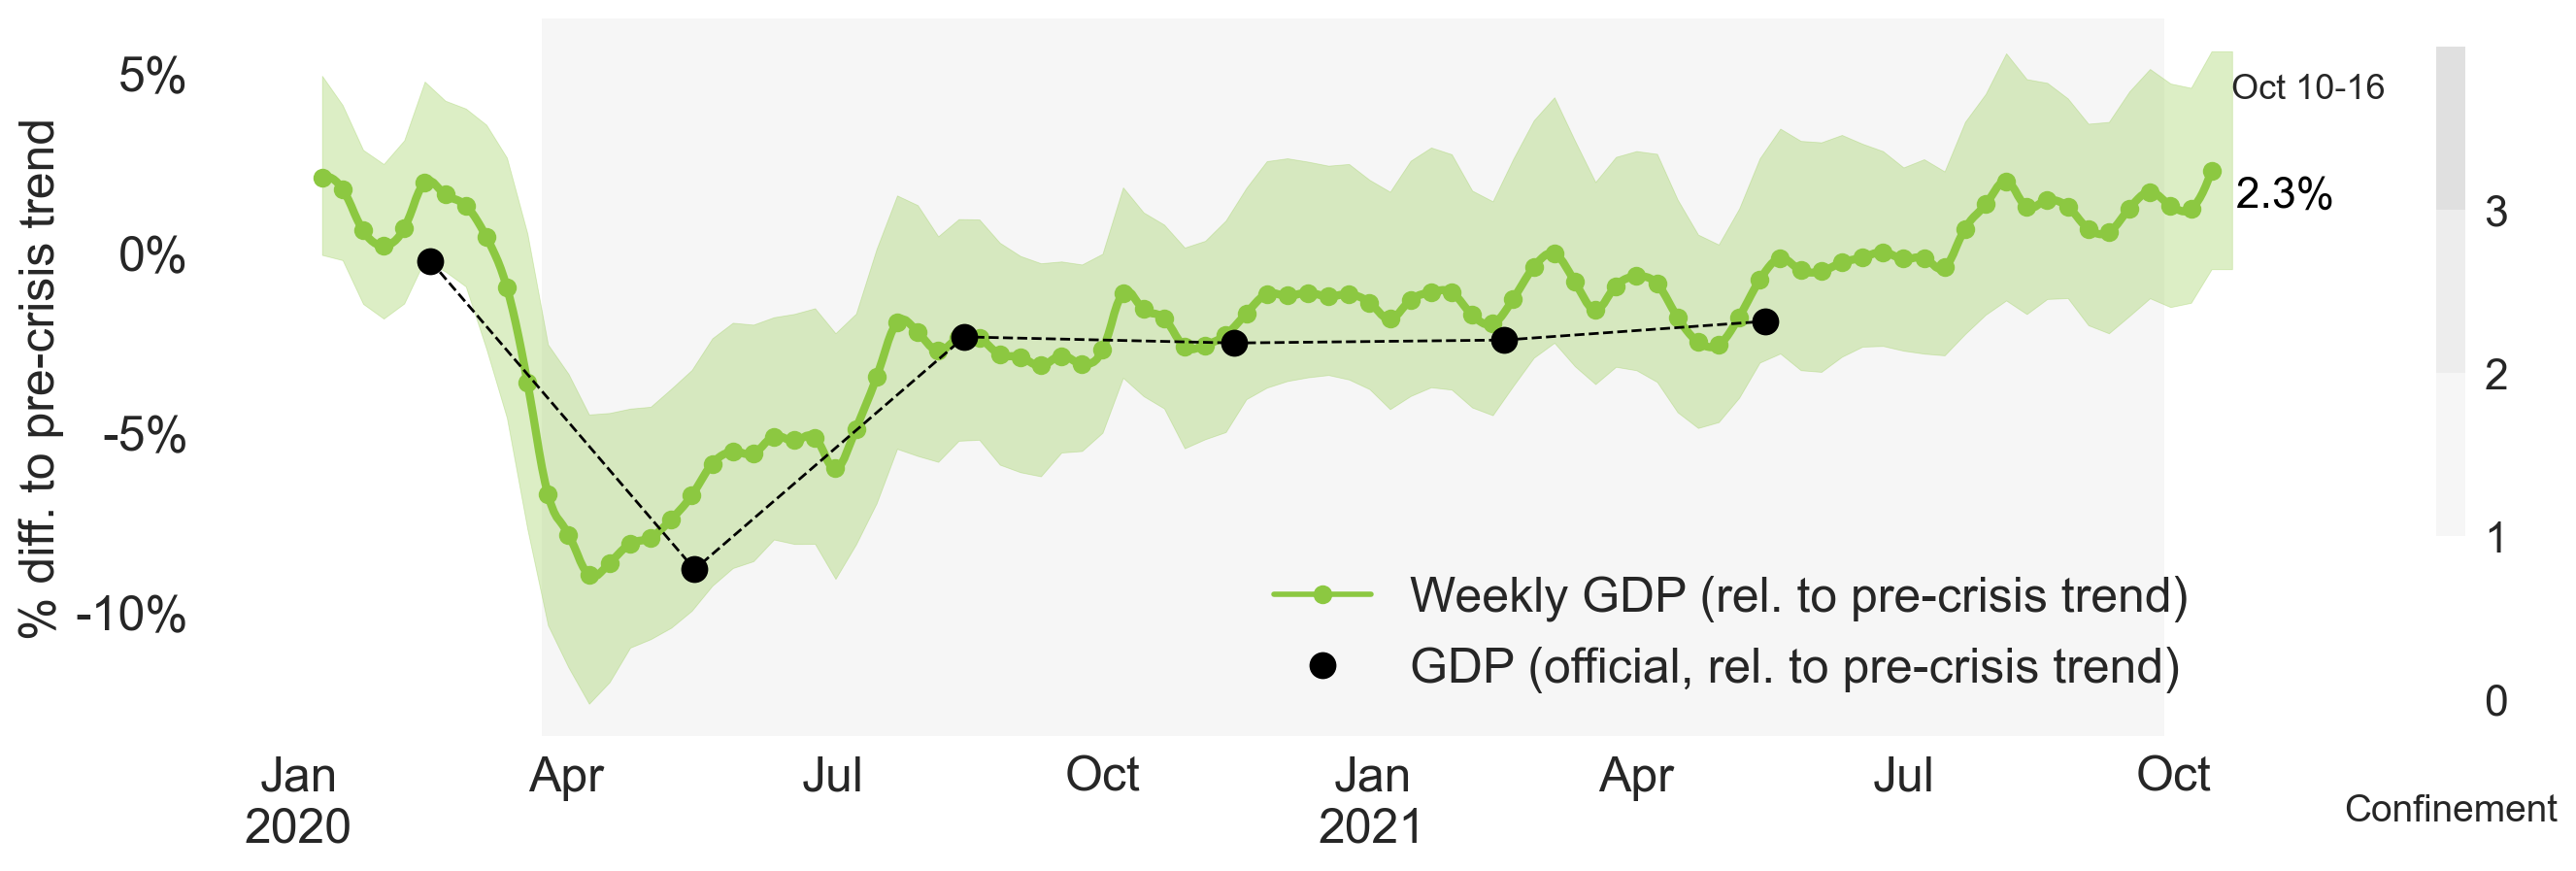 % diff. to pre-crisis trend
5%
0%
-5%
-10%
Oct 10-16
2.3%
Weekly GDP (rel. to pre-crisis trend)
GDP (official, rel. to pre-crisis trend)
Jan Apr Jul Oct Jan Apr Jul Oct
2020 2021
3
2
1
0
Confinement